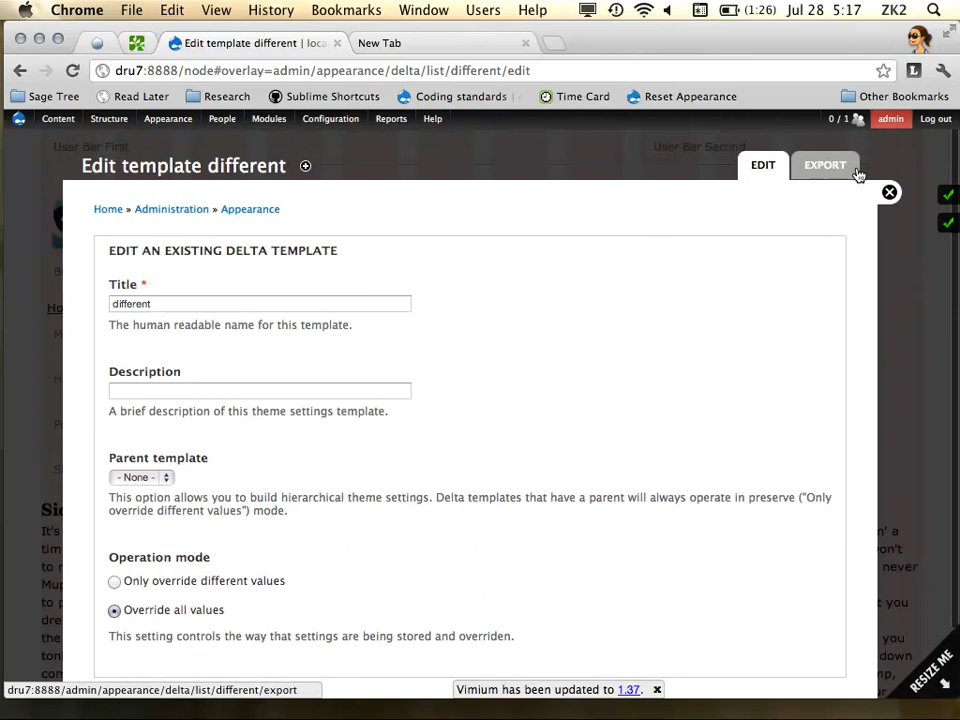 Chrome File Edit View History Bookmarks Window Users Help (1:26) Jul 28 5:17 ZK2
Edit template different | loca
New Tab
dru7:8888/node#overlay=admin/appearance/delta/list/different/edit
Sage Tree Read Later Research Sublime Shortcuts Coding standards | Time Card Reset Appearance Other Bookmarks
Content Structure Appearance People Modules Configuration Reports Help 0 / 1 admin Log out
User Bar First User Bar Second
Edit template different
EDIT EXPORT
Home » Administration » Appearance
EDIT AN EXISTING DELTA TEMPLATE
Title *
different
The human readable name for this template.
Description
A brief description of this theme settings template.
Parent template
- None -
This option allows you to build hierarchical theme settings. Delta templates that have a parent will always operate in preserve ("Only
override different values") mode.
Operation mode
Only override different values
Override all values
This setting controls the way that settings are being stored and overriden.
RESIZE ME
dru7:8888/admin/appearance/delta/list/different/export
Vimium has been updated to 1.37. x